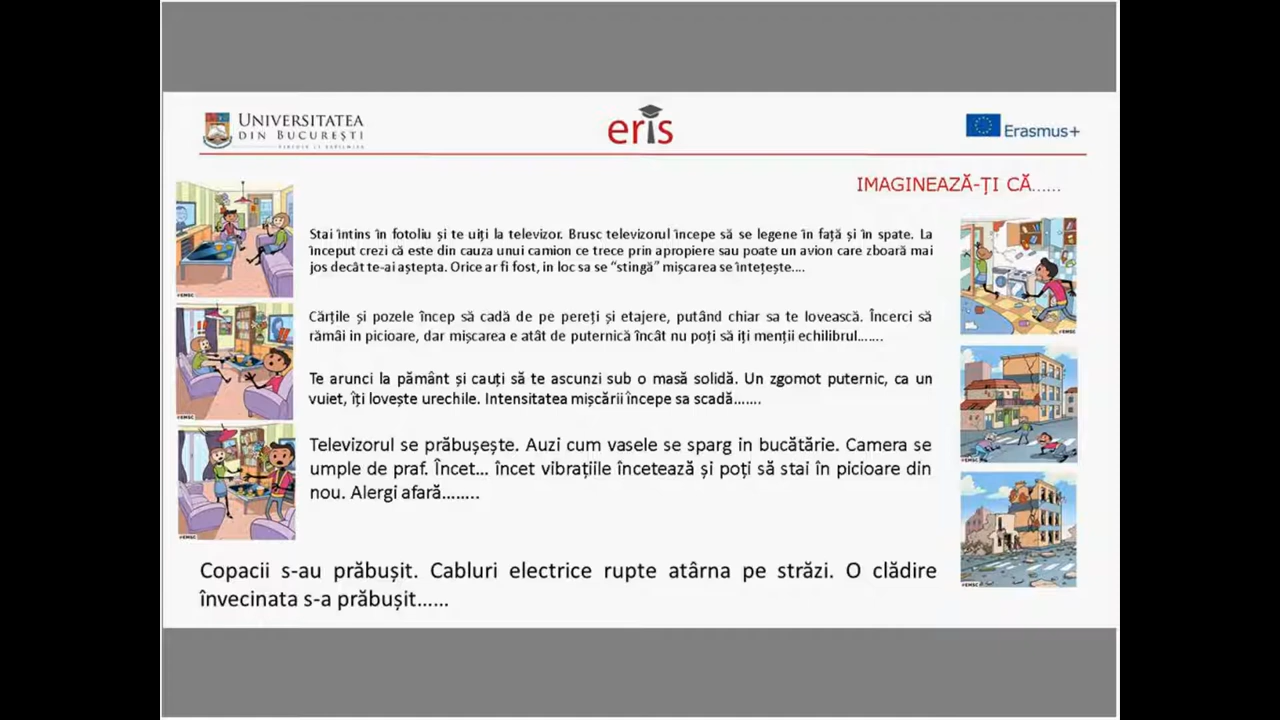 UNIVERSITATEA
DIN BUCUREȘTI
eris
Erasmus+
IMAGINEAZĂ-ȚI CĂ......
Stai întins în fotoliu și te uiți la televizor. Brusc televizorul începe să se legene în față și în spate. La
început crezi că este din cauza unui camion ce trece prin apropiere sau poate un avion care zboară mai
jos decât te-ai aștepta. Orice ar fi fost, in loc sa se “stingă” mișcarea se întețește....
Cărțile și pozele încep să cadă de pe pereți și etajere, putând chiar sa te lovească. Încerci să
rămâi in picioare, dar mișcarea e atât de puternică încât nu poți să iți menții echilibrul.......
Te arunci la pământ și cauți să te ascunzi sub o masă solidă. Un zgomot puternic, ca un
vuiet, îți lovește urechile. Intensitatea mișcării începe sa scadă.......
Televizorul se prăbușește. Auzi cum vasele se sparg in bucătărie. Camera se
umple de praf. Încet... încet vibrațiile încetează și poți să stai în picioare din
nou. Alergi afară........
Copacii s-au prăbușit. Cabluri electrice rupte atârna pe străzi. O clădire
învecinata s-a prăbușit......
©EMSC
©EMSC
©EMSC
©EMSC
©EMSC
©EMSC